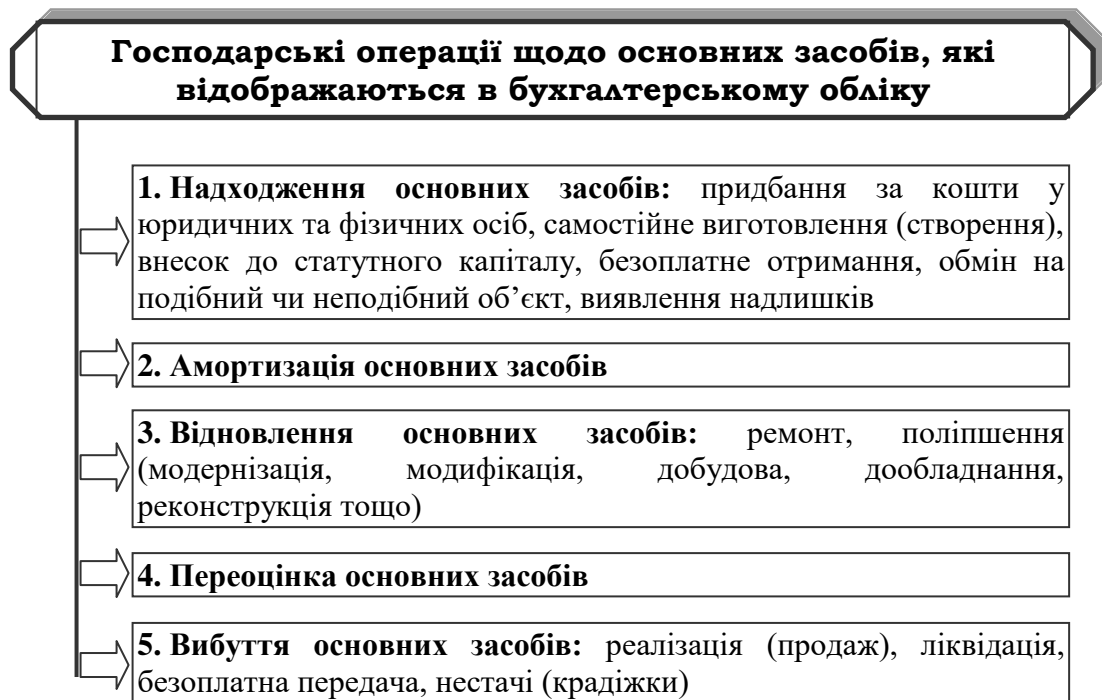 Господарські операції щодо основних засобів, які
відображаються в бухгалтерському обліку
1. Надходження основних засобів: придбання за кошти у
юридичних та фізичних осіб, самостійне виготовлення (створення),
внесок до статутного капіталу, безоплатне отримання, обмін на
подібний чи неподібний об’єкт, виявлення надлишків
2. Амортизація основних засобів
3. Відновлення основних засобів: ремонт, поліпшення
(модернізація, модифікація, добудова, дообладнання,
реконструкція тощо)
4. Переоцінка основних засобів
5. Вибуття основних засобів: реалізація (продаж), ліквідація,
безоплатна передача, нестачі (крадіжки)